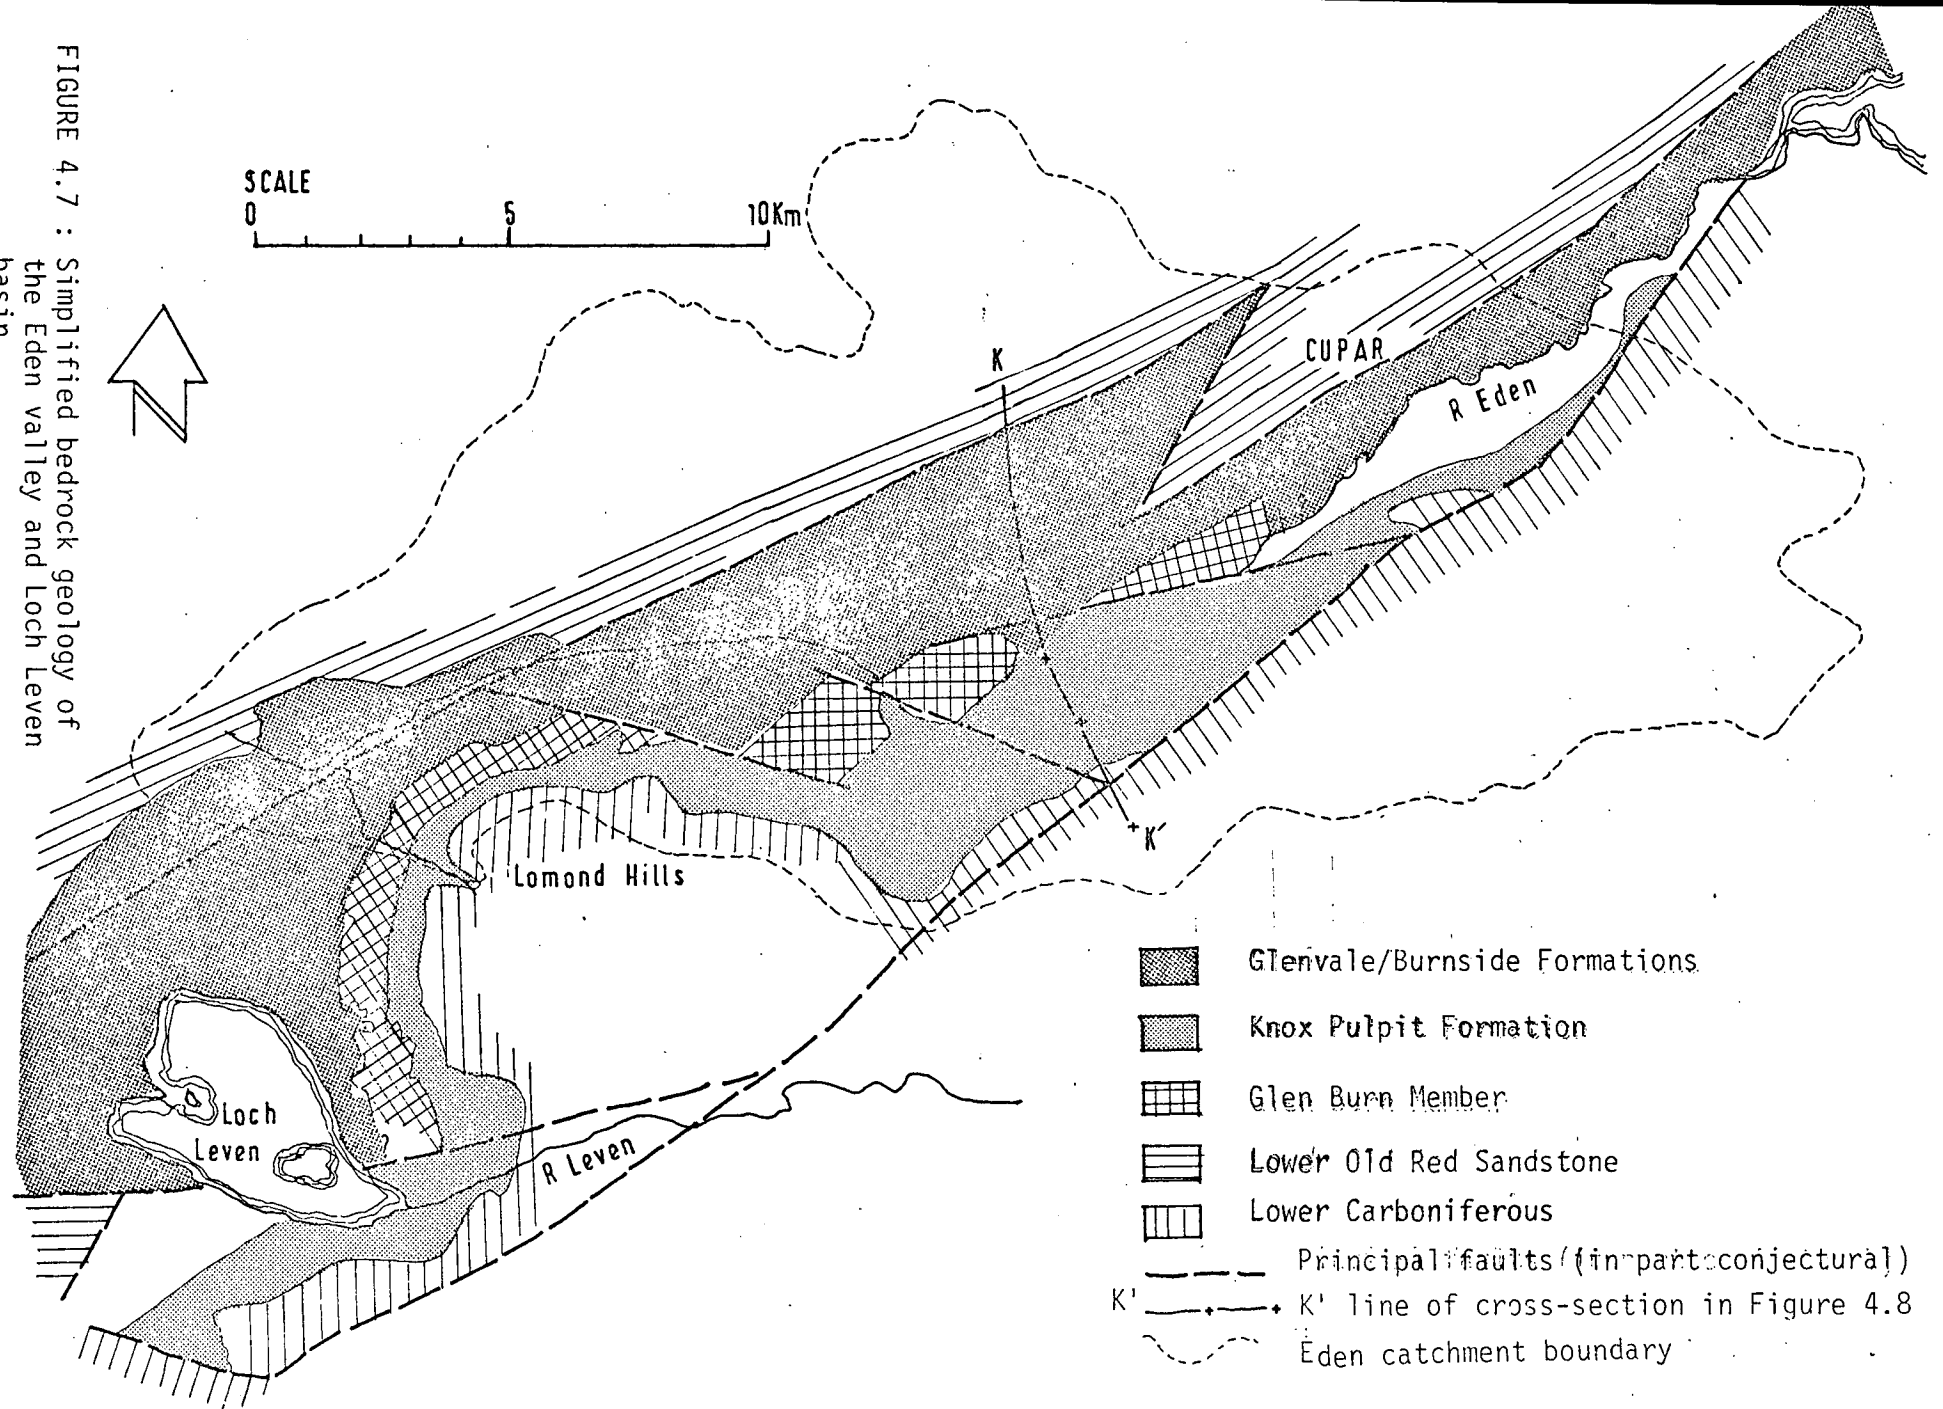 FIGURE 4.7 : Simplified bedrock geology of
the Eden valley and Loch Leven
basin
SCALE
0 5 10Km
N
K
CUPAR
R Eden
K'
Lomond Hills
Loch
Leven
?
R Leven
Glenvale/Burnside Formations
Knox Pulpit Formation
Glen Burn Member
Lower Old Red Sandstone
Lower Carboniferous
Principal faults (in part conjectural)
K' K' line of cross-section in Figure 4.8
Eden catchment boundary